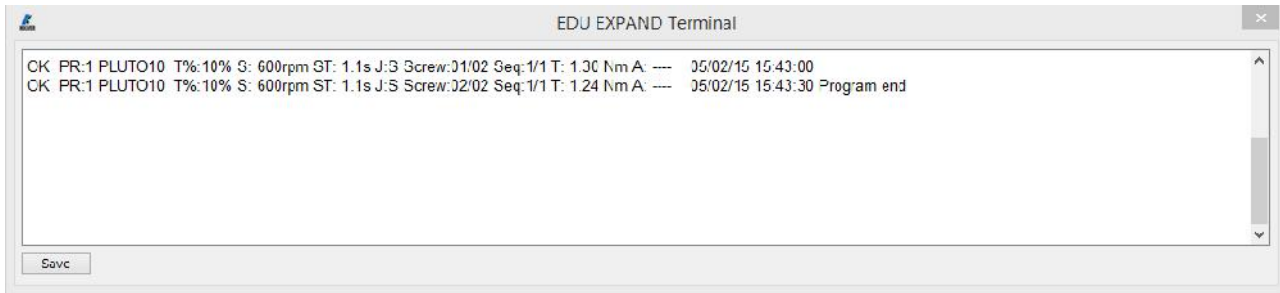 EDU EXPAND Terminal
OK PR:1 PLUTO10 T%:10% S: 600rpm ST: 1.1s J:S Screw:01/02 Seq:1/1 T: 1.30 Nm A: ---- 05/02/15 15:43:00
OK PR:1 PLUTO10 T%:10% S: 600rpm ST: 1.1s J:S Screw:02/02 Seq:1/1 T: 1.24 Nm A: ---- 05/02/15 15:43:30 Program end
Save